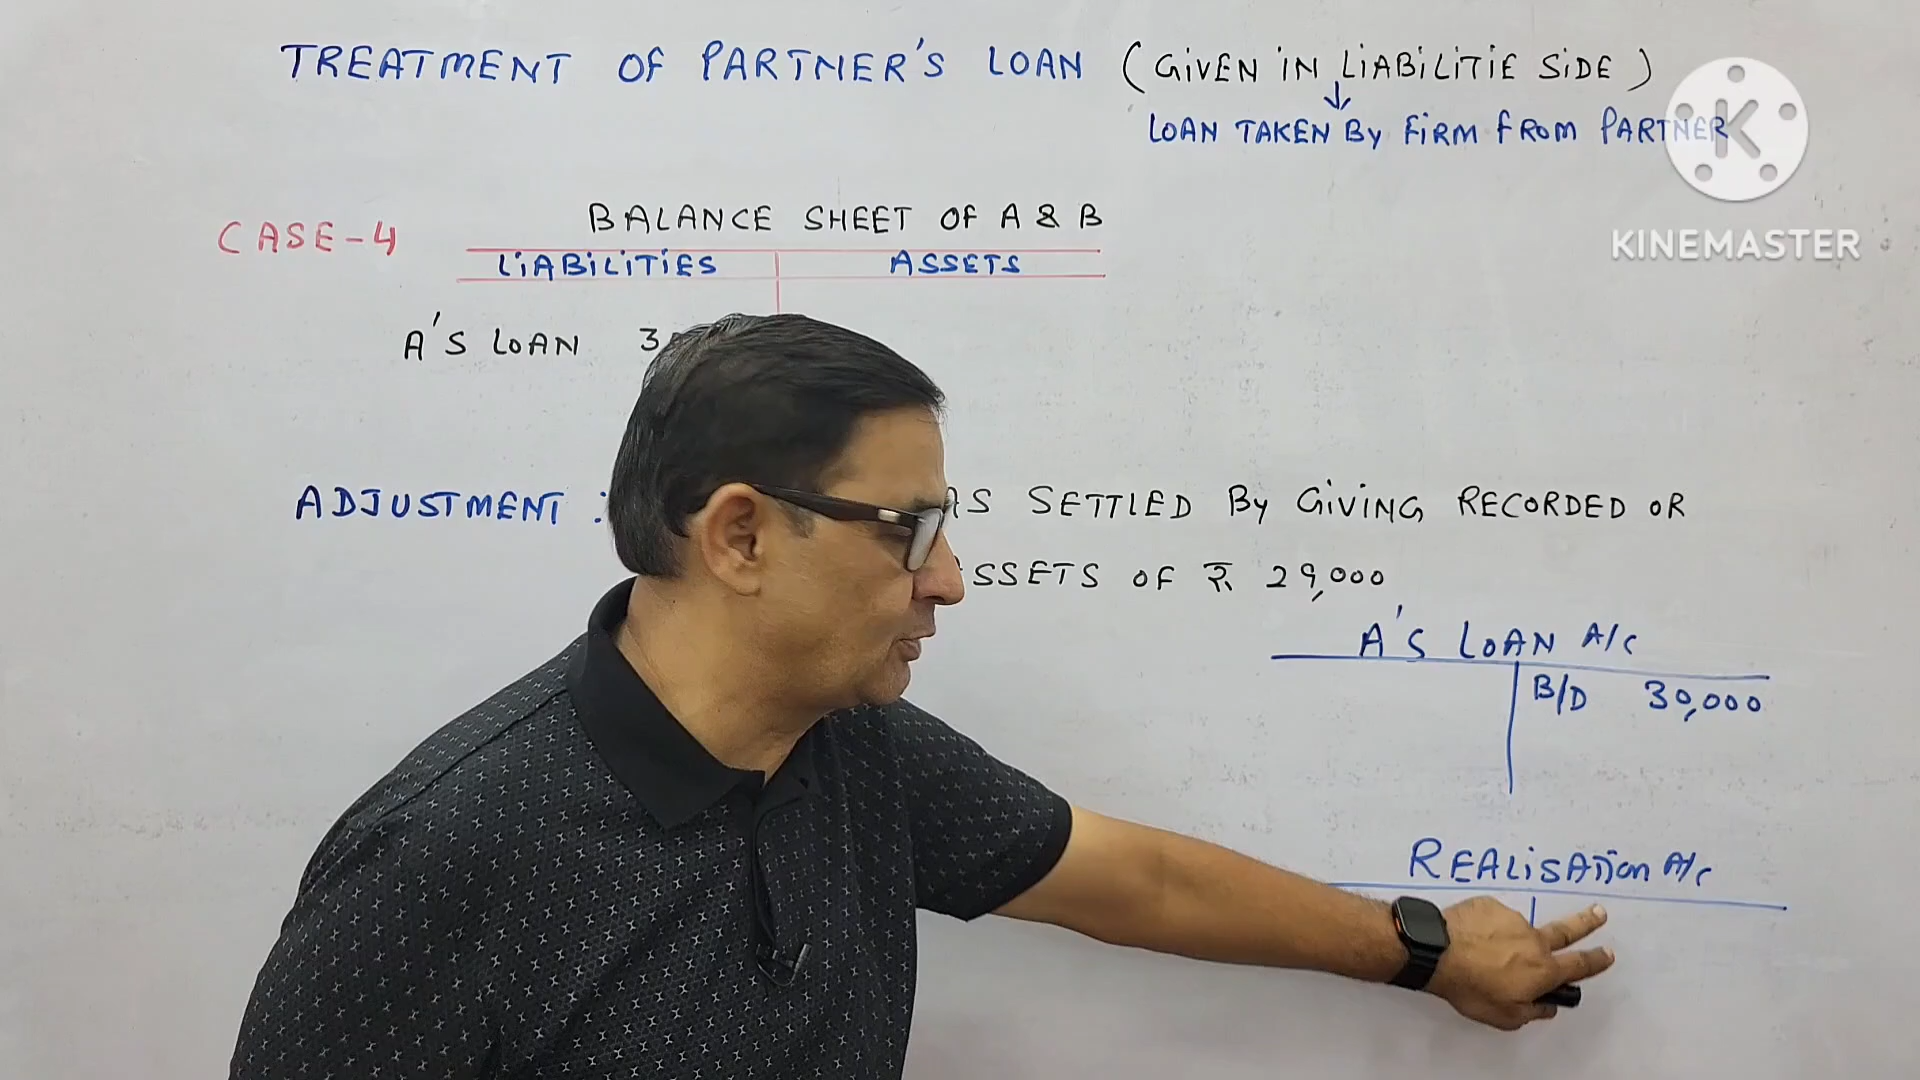 TREATMENT OF PARTNER'S LOAN (GIVEN IN LIABILITIE SIDE)
LOAN TAKEN BY FIRM FROM PARTNER
KINEMASTER
CASE-4
BALANCE SHEET OF A & B
LIABILITIES ASSETS
A'S LOAN
ADJUSTMENT : SETTLED BY GIVING RECORDED OR
OF ₹ 29,000
A'S LOAN A/C
B/D 30,000
REALISATION A/C